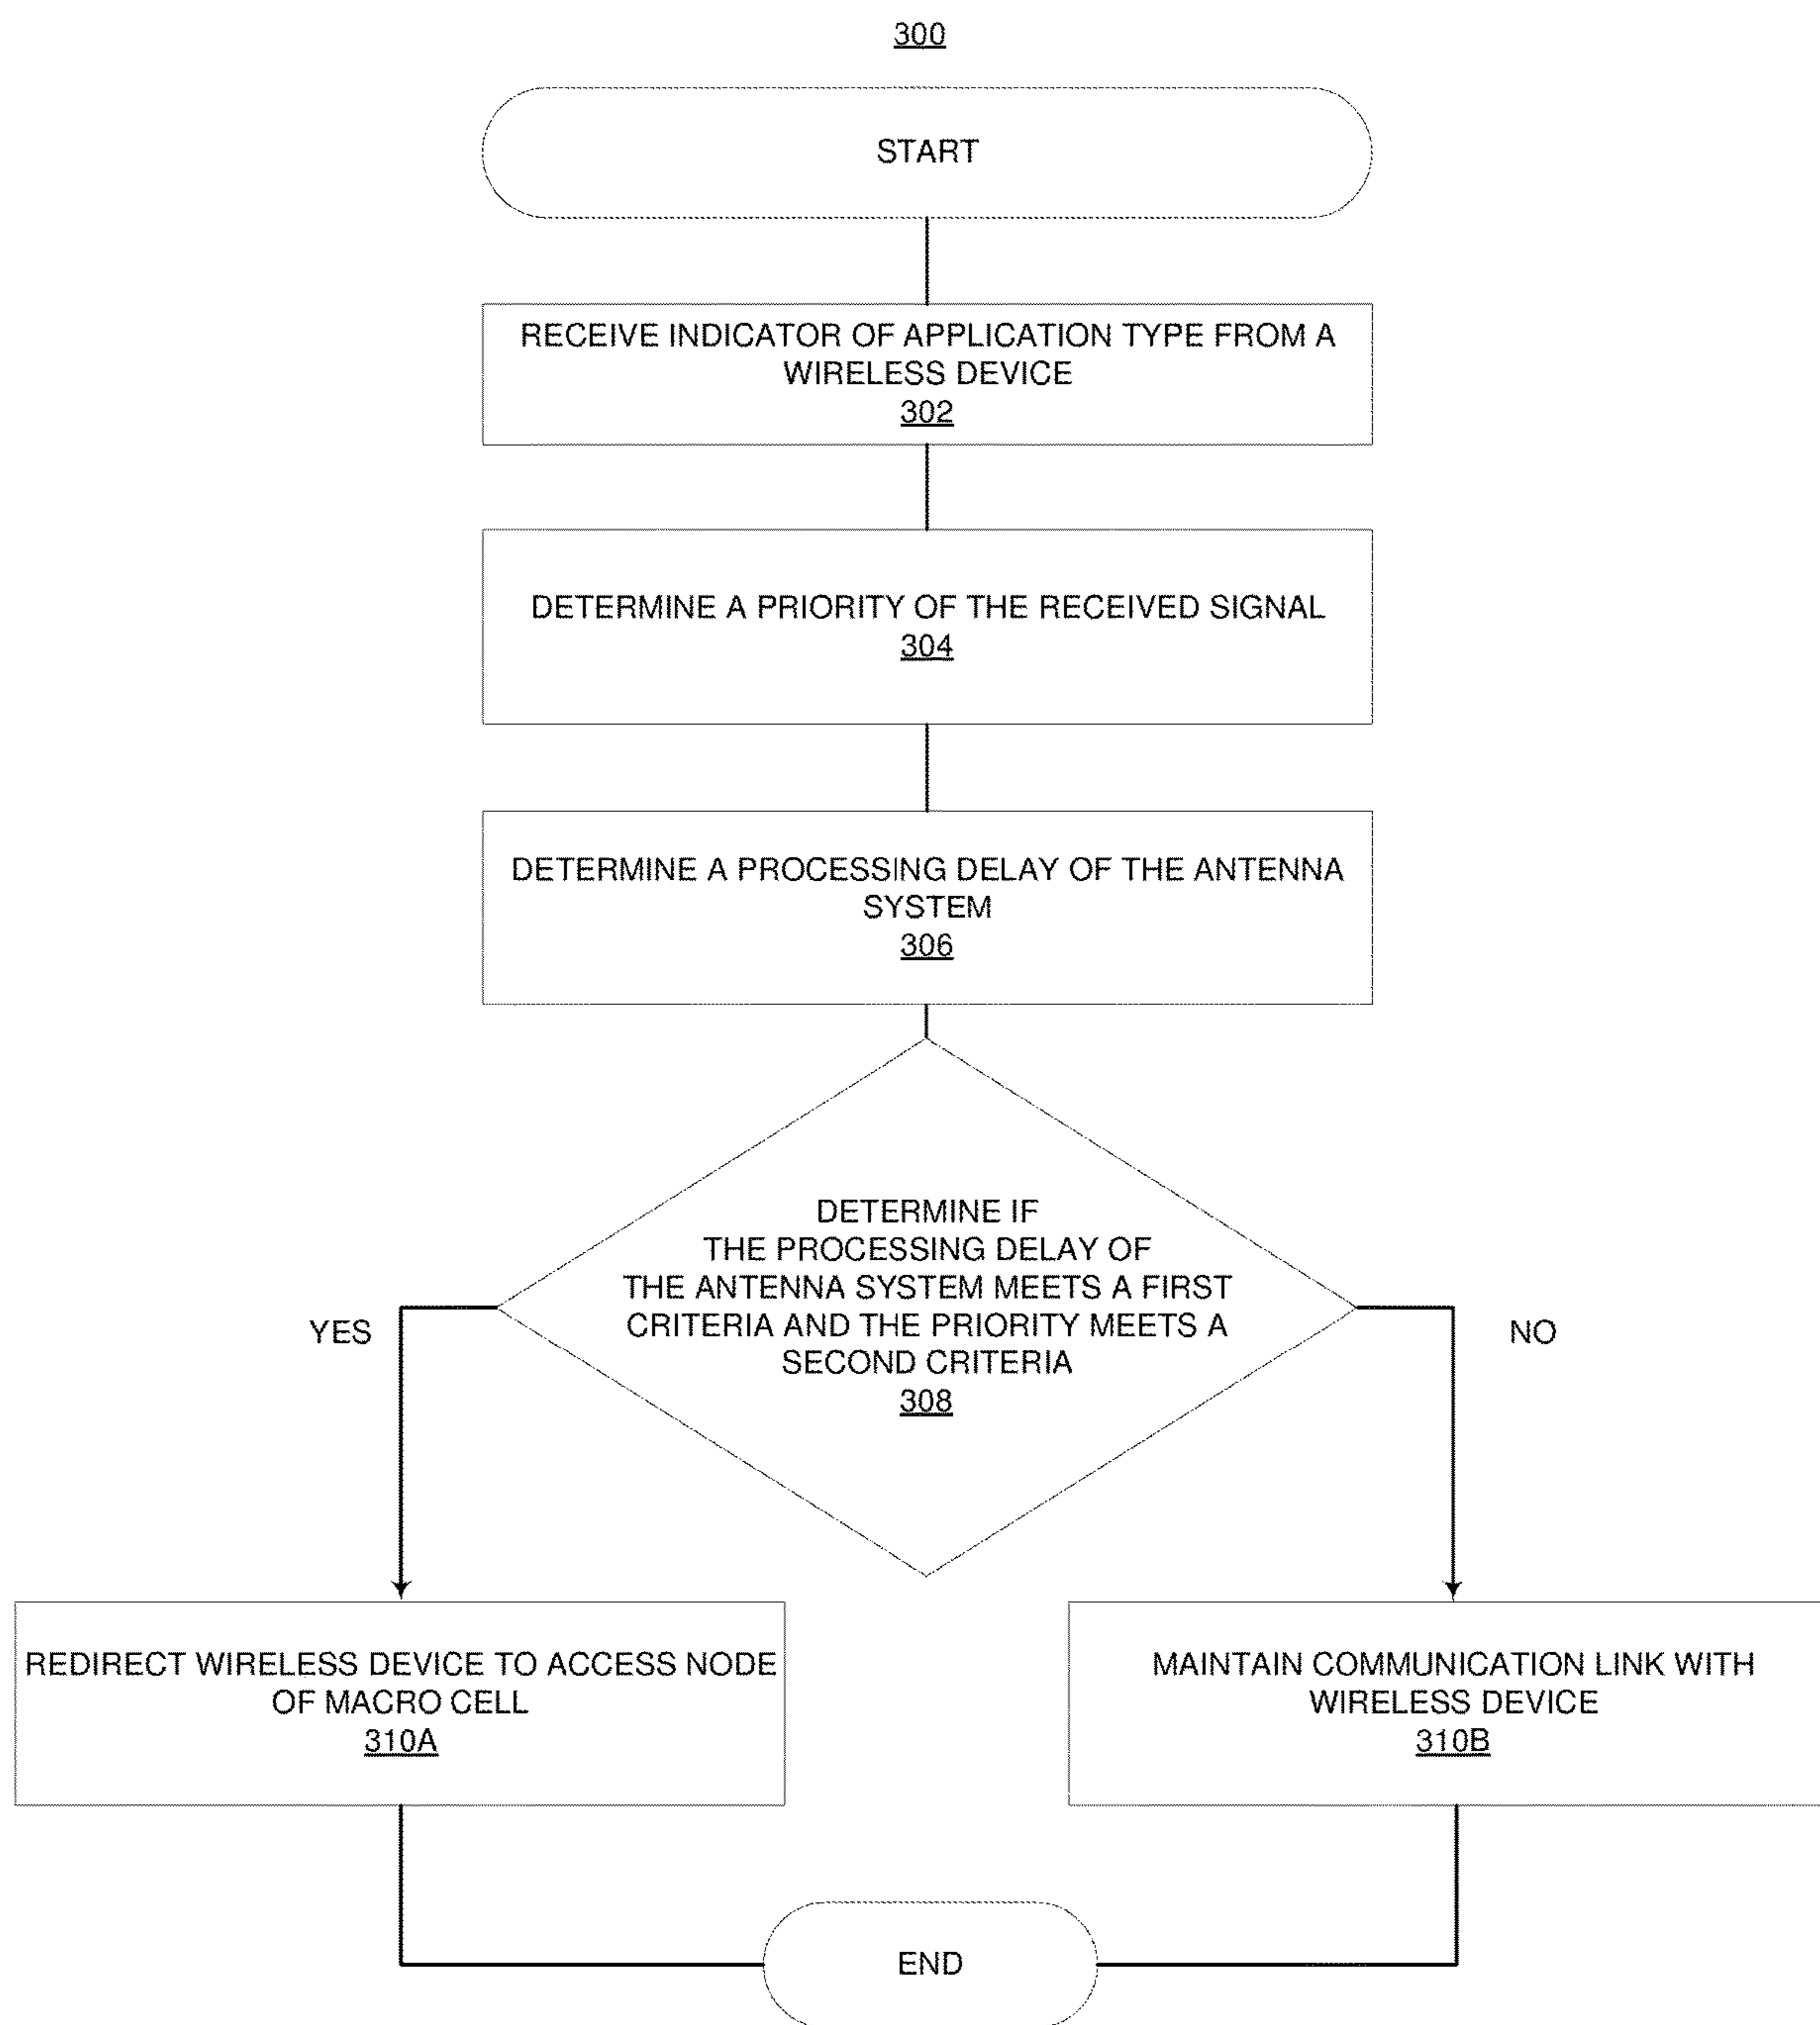 300
START
RECEIVE INDICATOR OF APPLICATION TYPE FROM A
WIRELESS DEVICE
302
DETERMINE A PRIORITY OF THE RECEIVED SIGNAL
304
DETERMINE A PROCESSING DELAY OF THE ANTENNA
SYSTEM
306
DETERMINE IF
THE PROCESSING DELAY OF
THE ANTENNA SYSTEM MEETS A FIRST
CRITERIA AND THE PRIORITY MEETS A
SECOND CRITERIA
308
YES
NO
REDIRECT WIRELESS DEVICE TO ACCESS NODE
OF MACRO CELL
310A
MAINTAIN COMMUNICATION LINK WITH
WIRELESS DEVICE
310B
END